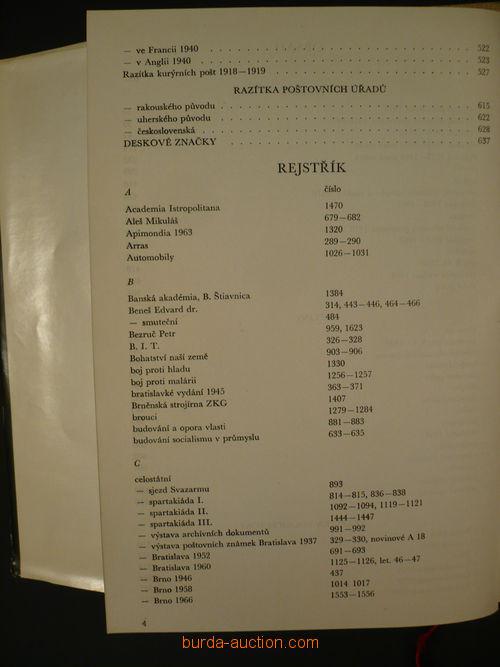 — ve Francii 1940 . . . . . . . . . . . . . . . . . . . . 522
— v Anglii 1940 . . . . . . . . . . . . . . . . . . . . 523
Razítka kurýrních pošt 1918—1919 . . . . . . . . . . . . . . . . 527
RAZÍTKA POŠTOVNÍCH ÚŘADŮ
— rakouského původu . . . . . . . . . . . . . . . . . . . . 615
— uherského původu . . . . . . . . . . . . . . . . . . . . 622
— československá . . . . . . . . . . . . . . . . . . . . 628
DESKOVÉ ZNAČKY . . . . . . . . . . . . . . . . . . . . 637
REJSTŘÍK
A číslo
Academia Istropolitana 1470
Aleš Mikuláš 679—682
Apimondia 1963 1320
Arras 289—290
Automobily 1026—1031
B
Banská akadémia, B. Štiavnica 1384
Beneš Edvard dr. 314, 443—446, 464—466
— smuteční 484
Bezruč Petr 959, 1623
B. I. T. 326—328
Bohatství naší země 903—906
boj proti hladu 1330
boj proti malárii 1256—1257
bratislavské vydání 1945 363—371
Brněnská strojírna ZKG 1407
brouci 1279—1284
budování a opora vlasti 881—883
budování socialismu v průmyslu 633—635
C
celostátní
— sjezd Svazarmu 893
— spartakiáda I. 814—815, 836—838
— spartakiáda II. 1092—1094, 1119—1121
— spartakiáda III. 1444—1447
— výstava archivních dokumentů 991—992
— výstava poštovních známek Bratislava 1937 329—330, novinové A 18
— Bratislava 1952 691—693
— Bratislava 1960 1125—1126, let. 46—47
— Brno 1946 437
— Brno 1958 1014 1017
— Brno 1966 1553—1556
4
burda-auction.com